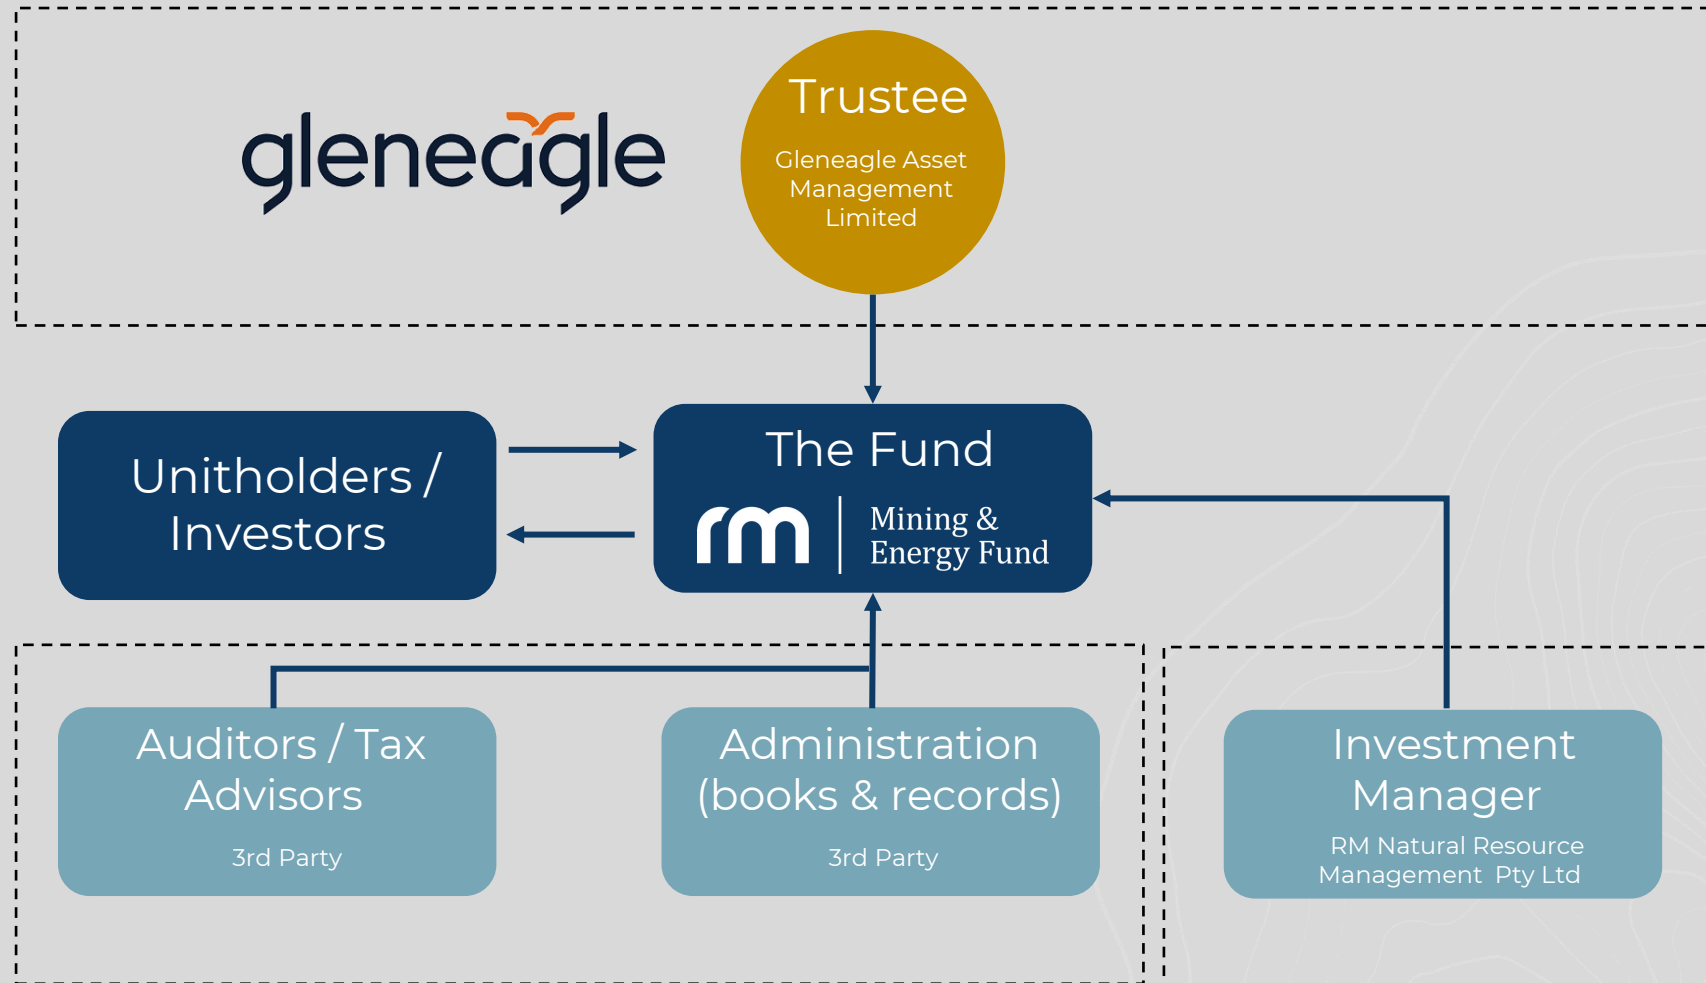 gleneagle
Trustee
Gleneagle Asset
Management
Limited
Unitholders /
Investors
The Fund
rm
Mining &
Energy Fund
Auditors / Tax
Advisors
3rd Party
Administration
(books & records)
3rd Party
Investment
Manager
RM Natural Resource
Management Pty Ltd